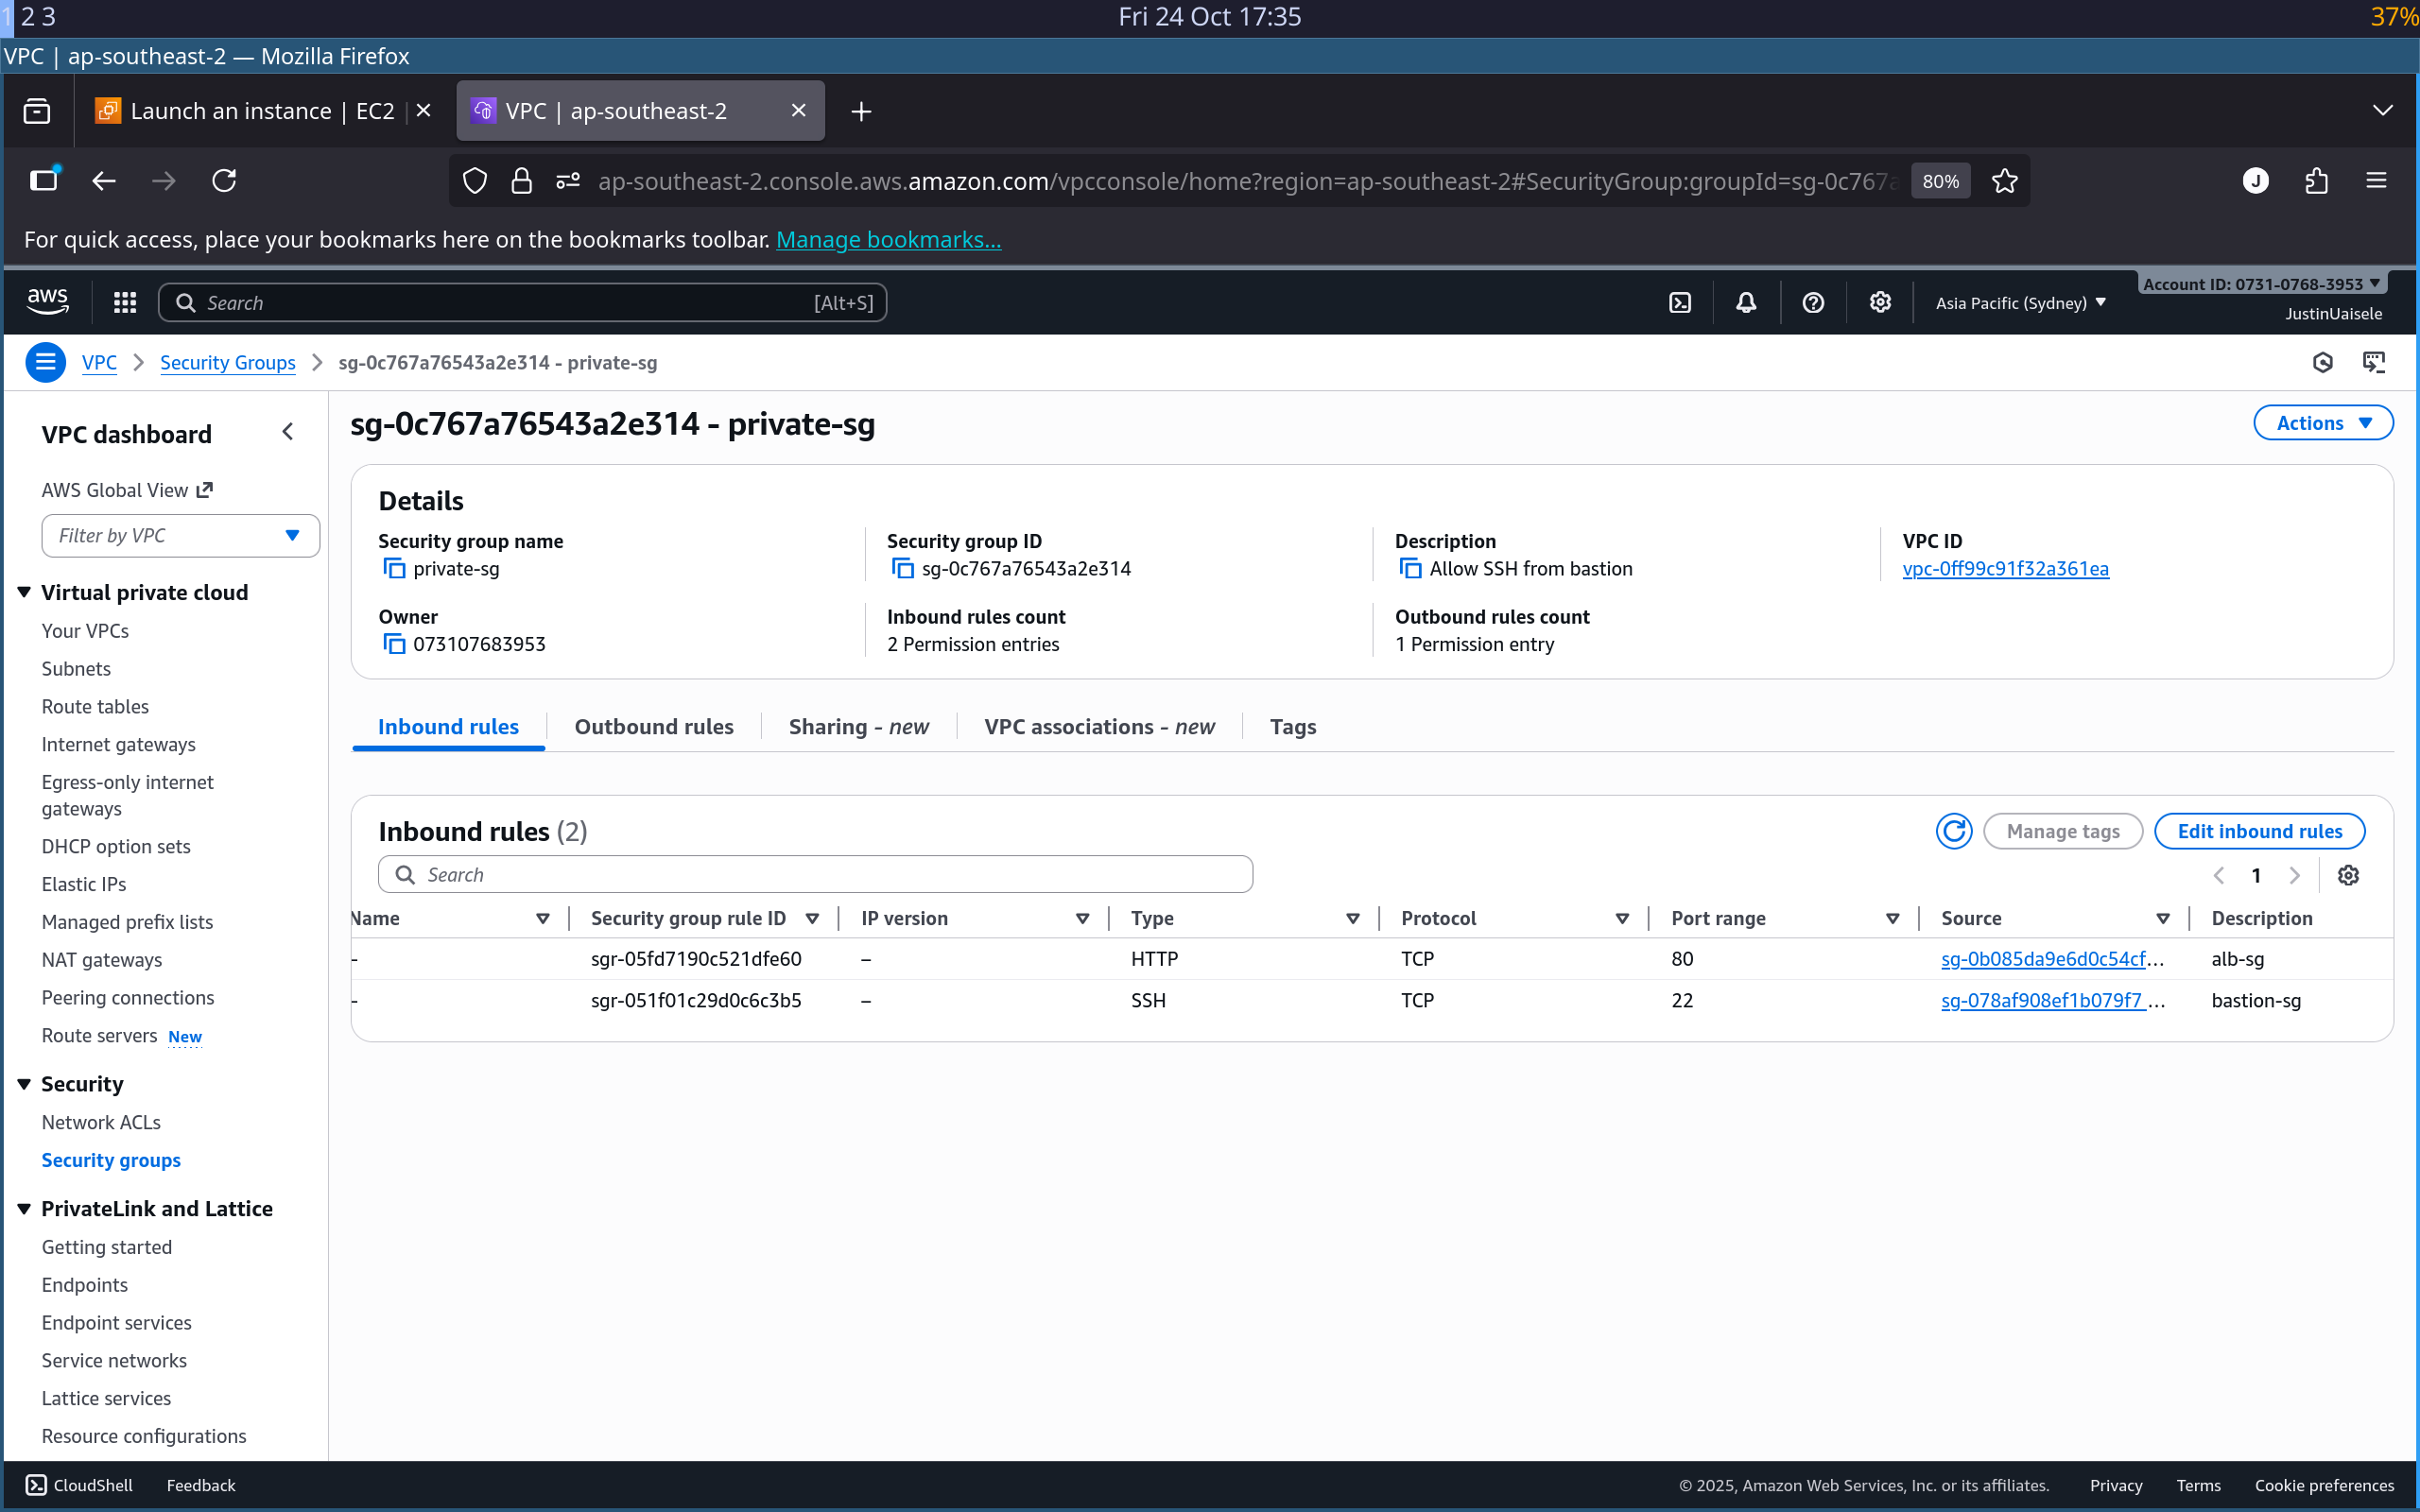 1 2 3
Fri 24 Oct 17:35
37%
VPC | ap-southeast-2 — Mozilla Firefox
Launch an instance | EC2 |
VPC | ap-southeast-2
ap-southeast-2.console.aws.amazon.com/vpcconsole/home?region=ap-southeast-2#SecurityGroup:groupId=sg-0c767a
80%
J
For quick access, place your bookmarks here on the bookmarks toolbar. Manage bookmarks...
aws
Search
[Alt+S]
Asia Pacific (Sydney)
Account ID: 0731-0768-3953
JustinUaisele
VPC
Security Groups
sg-0c767a76543a2e314 - private-sg
VPC dashboard
AWS Global View
Filter by VPC
Virtual private cloud
Your VPCs
Subnets
Route tables
Internet gateways
Egress-only internet
gateways
DHCP option sets
Elastic IPs
Managed prefix lists
NAT gateways
Peering connections
Route servers New
Security
Network ACLs
Security groups
PrivateLink and Lattice
Getting started
Endpoints
Endpoint services
Service networks
Lattice services
Resource configurations
sg-0c767a76543a2e314 - private-sg
Actions
Details
Security group name
private-sg
Security group ID
sg-0c767a76543a2e314
Description
Allow SSH from bastion
VPC ID
vpc-0ff99c91f32a361ea
Owner
073107683953
Inbound rules count
2 Permission entries
Outbound rules count
1 Permission entry
Inbound rules
Outbound rules
Sharing - new
VPC associations - new
Tags
Inbound rules (2)
Manage tags
Edit inbound rules
Search
1
Name Security group rule ID IP version Type Protocol Port range Source Description
– sgr-05fd7190c521dfe60 – HTTP TCP 80 sg-0b085da9e6d0c54cf... alb-sg
– sgr-051f01c29d0c6c3b5 – SSH TCP 22 sg-078af908ef1b079f7 ... bastion-sg
CloudShell
Feedback
© 2025, Amazon Web Services, Inc. or its affiliates.
Privacy
Terms
Cookie preferences